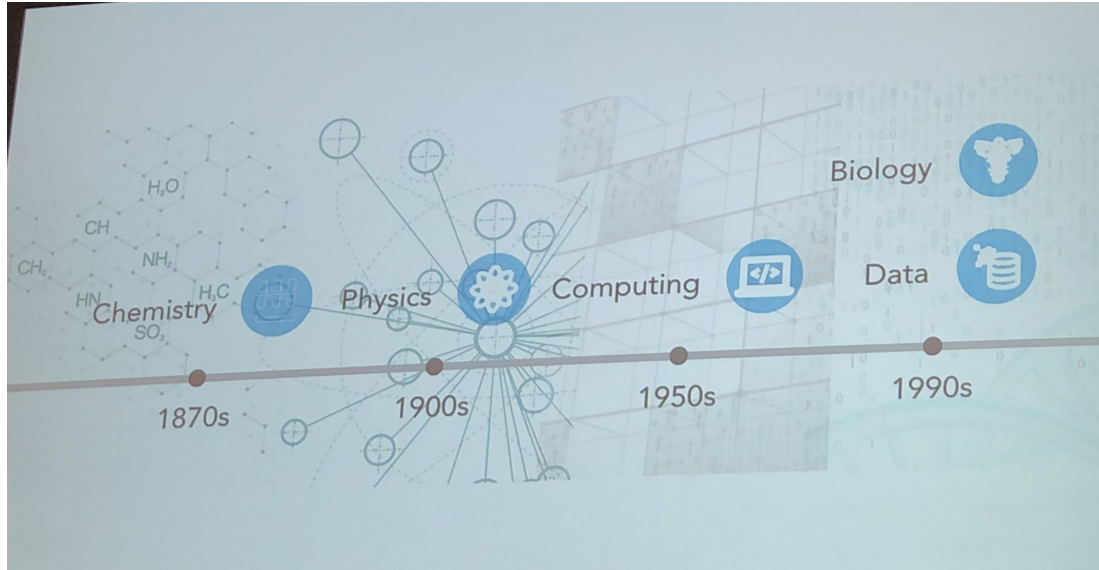 H₂O
CH
CH₃
NH₂
HN
H₃C
SO₂
Chemistry
Physics
Computing
</>
Biology
Data
1870s
1900s
1950s
1990s